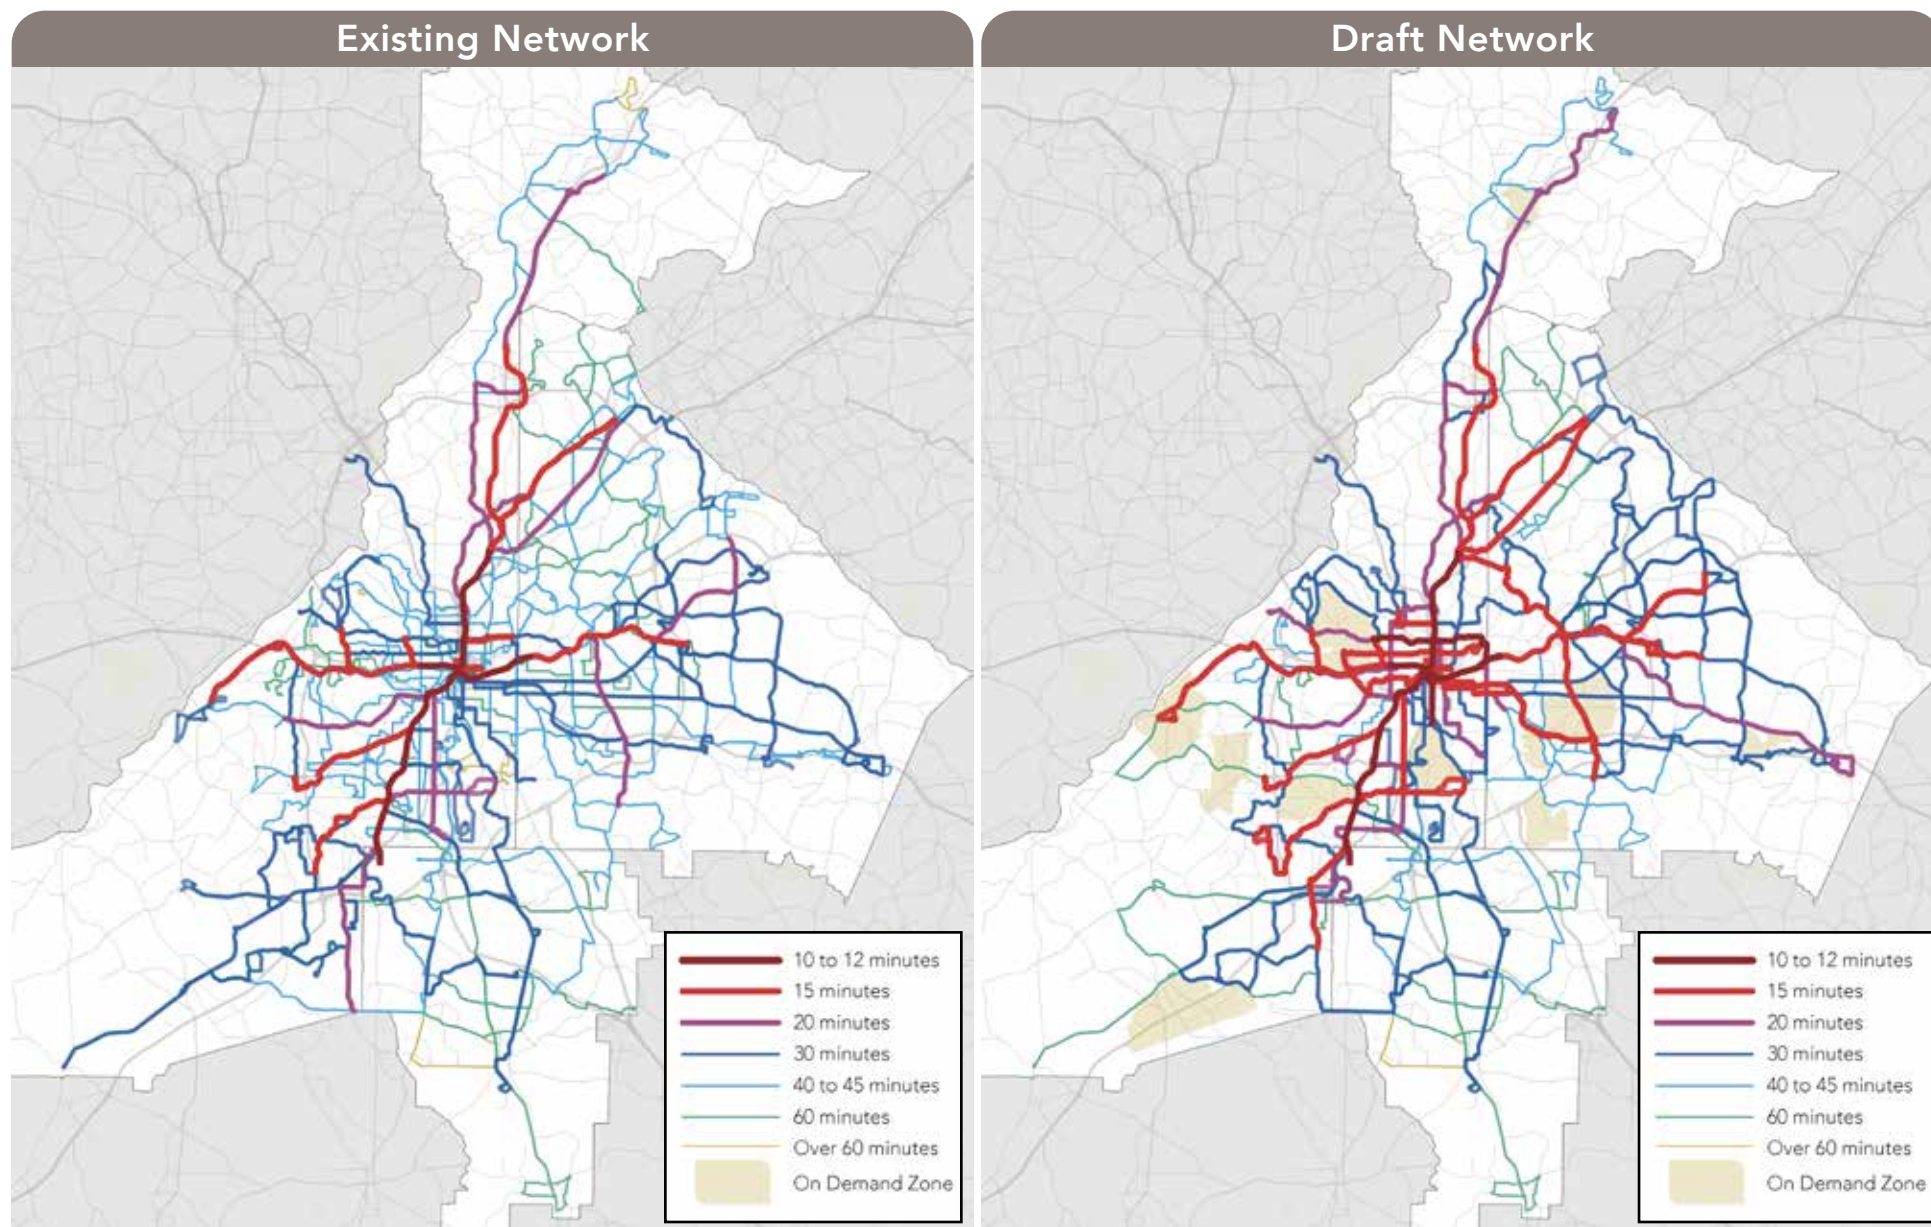 Existing Network
10 to 12 minutes
15 minutes
20 minutes
30 minutes
40 to 45 minutes
60 minutes
Over 60 minutes
On Demand Zone
Draft Network
10 to 12 minutes
15 minutes
20 minutes
30 minutes
40 to 45 minutes
60 minutes
Over 60 minutes
On Demand Zone